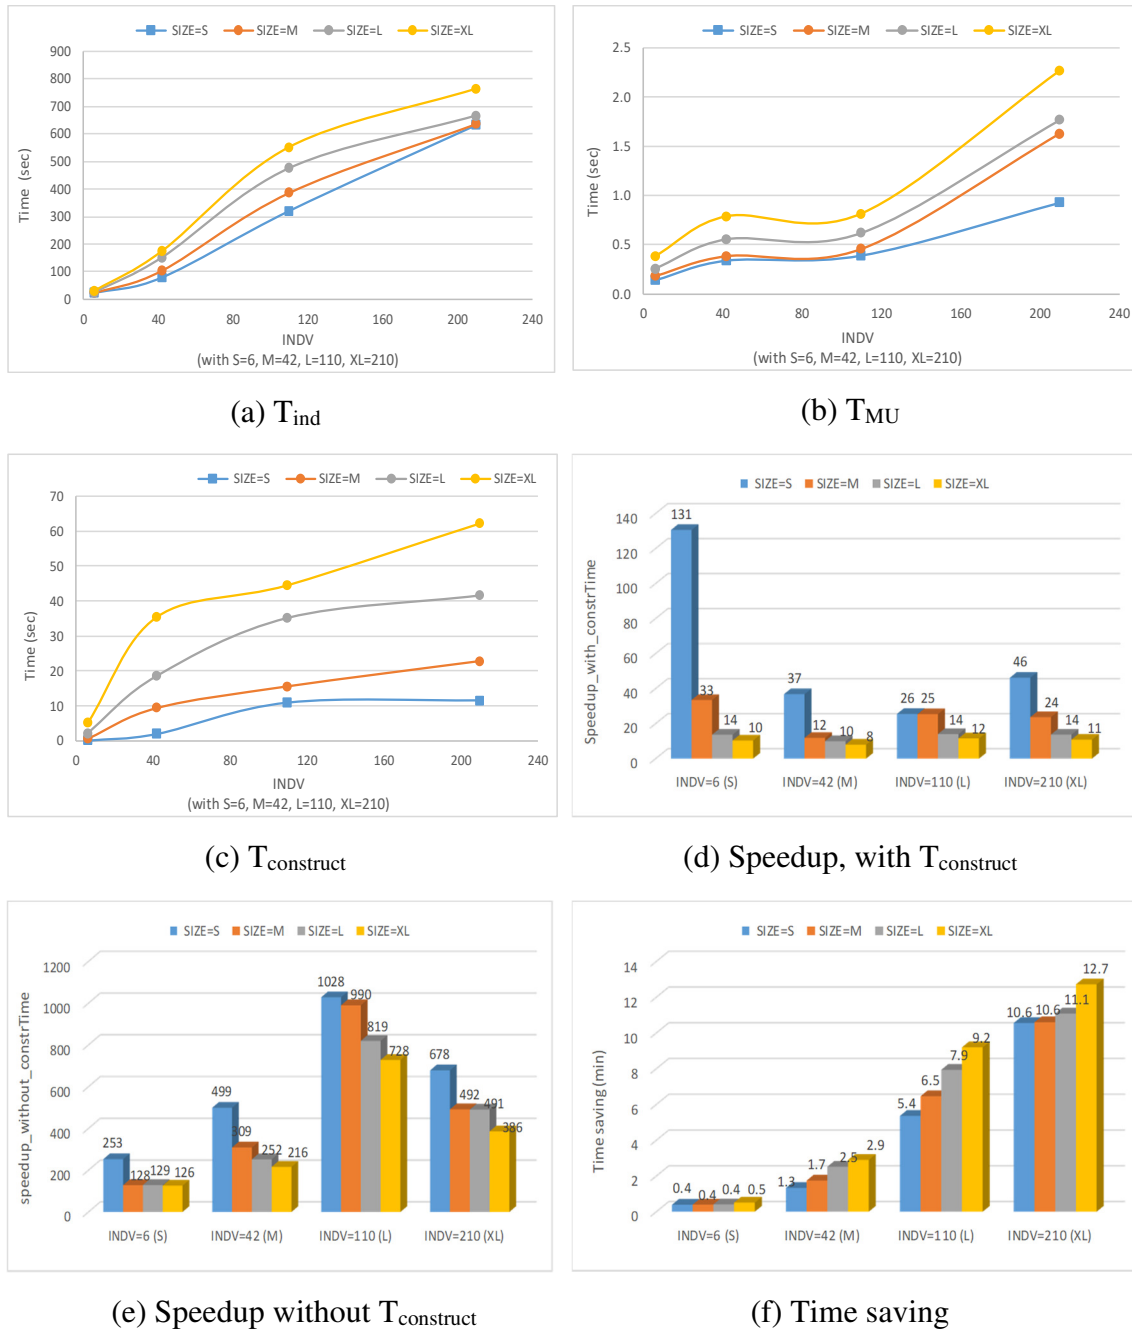 SIZE=S SIZE=M SIZE=L SIZE=XL
900
800
700
600
500
400
300
200
100
0
Time (sec)
0 40 80 120 160 200 240
INDV
(with S=6, M=42, L=110, XL=210)
(a) Tind
SIZE=S SIZE=M SIZE=L SIZE=XL
2.5
2.0
1.5
1.0
0.5
0.0
Time (sec)
0 40 80 120 160 200 240
INDV
(with S=6, M=42, L=110, XL=210)
(b) TMU
SIZE=S SIZE=M SIZE=L SIZE=XL
70
60
50
40
30
20
10
0
Time (sec)
0 40 80 120 160 200 240
INDV
(with S=6, M=42, L=110, XL=210)
(c) Tconstruct
SIZE=S SIZE=M SIZE=L SIZE=XL
140
120
100
80
60
40
20
0
Speedup_with_constrTime
131 33 14 10
37 12 10 8
26 25 14 12
46 24 14 11
INDV=6 (S) INDV=42 (M) INDV=110 (L) INDV=210 (XL)
(d) Speedup, with Tconstruct
SIZE=S SIZE=M SIZE=L SIZE=XL
1200
1000
800
600
400
200
0
speedup_without_constrTime
253 128 129 126
499 309 252 216
1028 990 819 728
678 492 491 386
INDV=6 (S) INDV=42 (M) INDV=110 (L) INDV=210 (XL)
(e) Speedup without Tconstruct
SIZE=S SIZE=M SIZE=L SIZE=XL
14
12
10
8
6
4
2
0
Time saving (min)
0.4 0.4 0.4 0.5
1.3 1.7 2.5 2.9
5.4 6.5 7.9 9.2
10.6 10.6 11.1 12.7
INDV=6 (S) INDV=42 (M) INDV=110 (L) INDV=210 (XL)
(f) Time saving